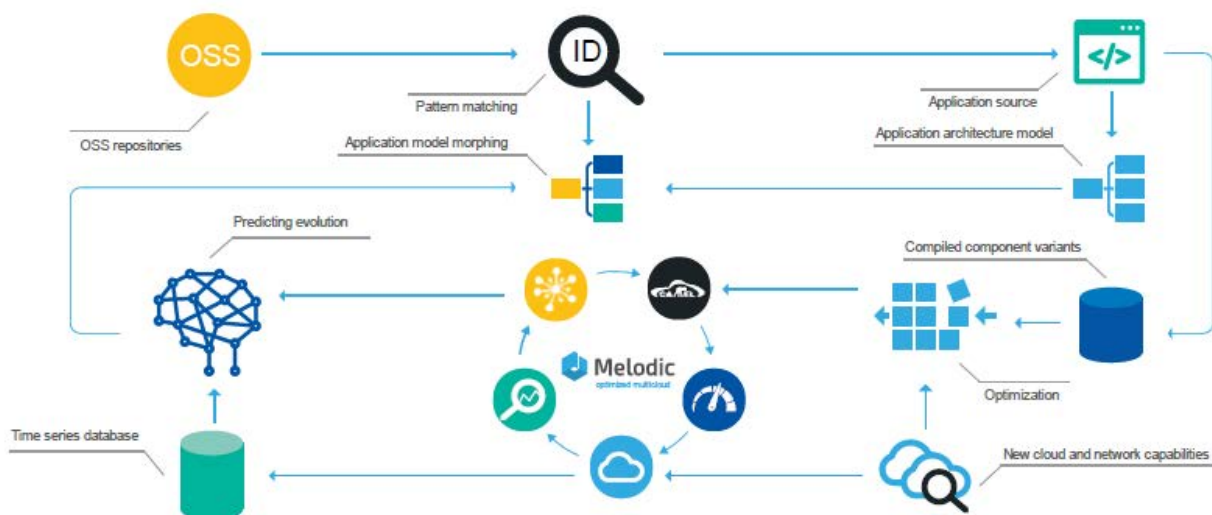 OSS
ID
</>
Pattern matching
Application source
OSS repositories
Application model morphing
Application architecture model
Predicting evolution
Compiled component variants
CAMEL
Melodic
optimized multicloud
Optimization
Time series database
New cloud and network capabilities